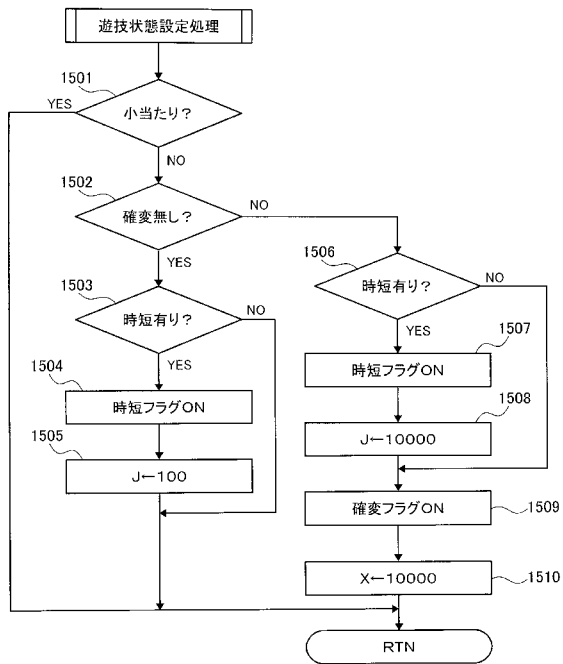 遊技状態設定処理
1501
小当たり？
YES
NO
1502
確変無し？
NO
YES
1503
時短有り？
NO
YES
1504
時短フラグON
1505
J←100
1506
時短有り？
NO
YES
1507
時短フラグON
1508
J←10000
確変フラグON
1509
X←10000
1510
RTN